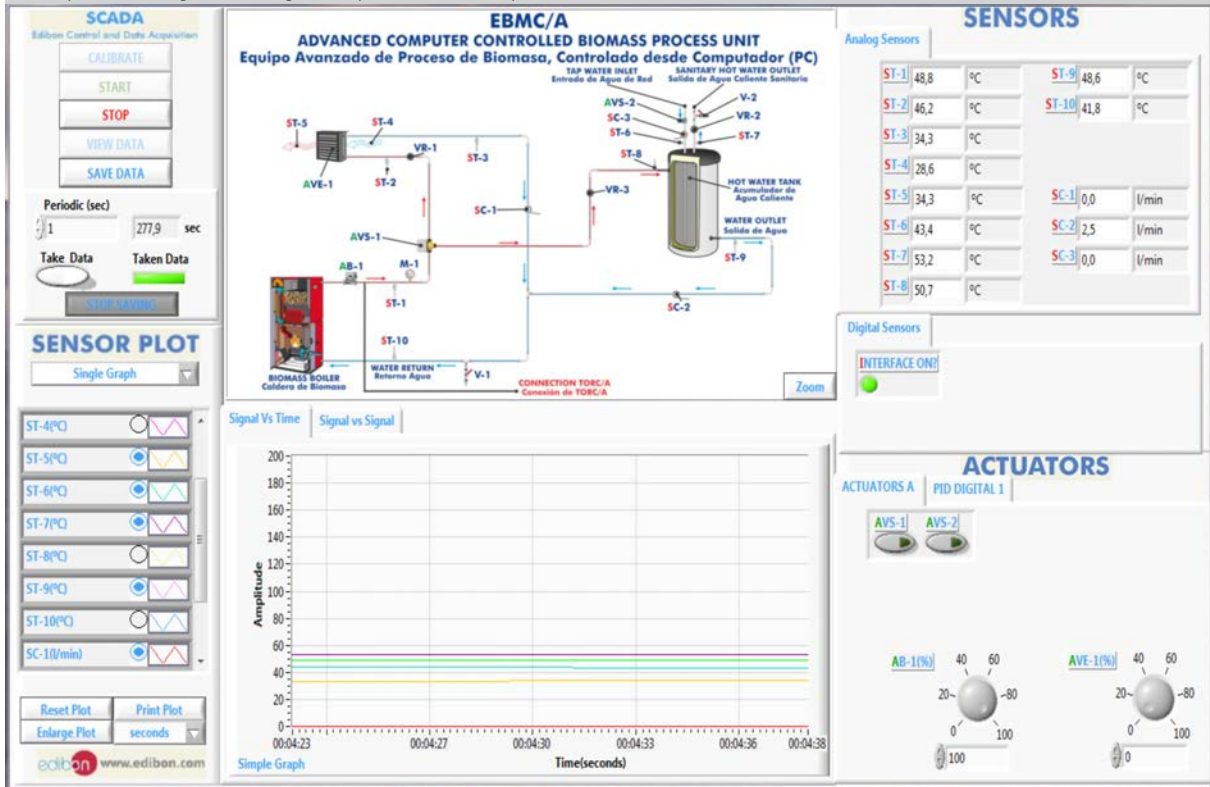 SCADA
Edibon Control and Data Acquisition
CALIBRATE
START
STOP
VIEW DATA
SAVE DATA
Periodic (sec)
1 277,9 sec
Take Data Taken Data
STOP SAVING
SENSOR PLOT
Single Graph
ST-4(ºC)
ST-5(ºC)
ST-6(ºC)
ST-7(ºC)
ST-8(ºC)
ST-9(ºC)
ST-10(ºC)
SC-1(l/min)
Reset Plot Print Plot
Enlarge Plot seconds
edibon www.edibon.com
EBMC/A
ADVANCED COMPUTER CONTROLLED BIOMASS PROCESS UNIT
Equipo Avanzado de Proceso de Biomasa, Controlado desde Computador (PC)
TAP WATER INLET
Entrada de Agua de Red
SANITARY HOT WATER OUTLET
Salida de Agua Caliente Sanitaria
AVS-2
V-2
SC-3
VR-2
ST-6
ST-7
ST-5
ST-4
VR-1
ST-3
ST-8
AVE-1
ST-2
HOT WATER TANK
Acumulador de
Agua Caliente
VR-3
SC-1
WATER OUTLET
Salida de Agua
AVS-1
ST-9
AB-1
M-1
ST-1
SC-2
ST-10
WATER RETURN
Retorno Agua
V-1
BIOMASS BOILER
Caldera de Biomasa
CONNECTION TORC/A
Conexión de TORC/A
Zoom
Signal Vs Time Signal vs Signal
200
180
160
140
120
100
80
60
40
20
0
Amplitude
00:04:23 00:04:27 00:04:30 00:04:33 00:04:36 00:04:38
Time(seconds)
Simple Graph
SENSORS
Analog Sensors
ST-1 48,8 ºC ST-9 48,6 ºC
ST-2 46,2 ºC ST-10 41,8 ºC
ST-3 34,3 ºC
ST-4 28,6 ºC
ST-5 34,3 ºC SC-1 0,0 l/min
ST-6 43,4 ºC SC-2 2,5 l/min
ST-7 53,2 ºC SC-3 0,0 l/min
ST-8 50,7 ºC
Digital Sensors
INTERFACE ON?
ACTUATORS
ACTUATORS A PID DIGITAL 1
AVS-1 AVS-2
AB-1(%) 0 20 40 60 80 100
100
AVE-1(%) 0 20 40 60 80 100
0